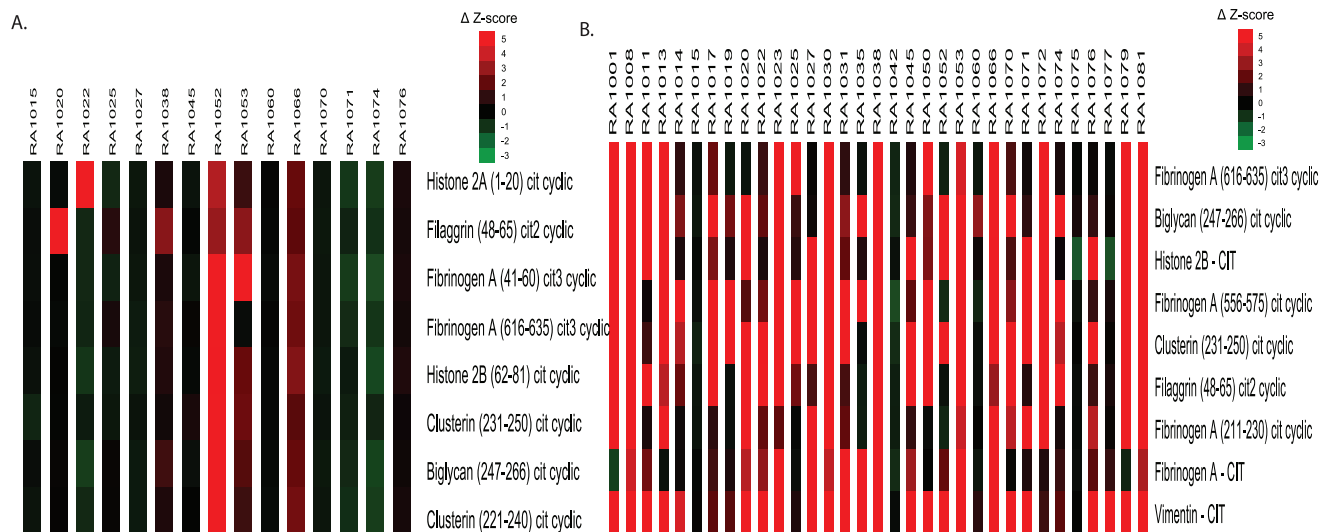 A.
Δ Z-score
5
4
3
2
1
0
-1
-2
-3
RA1015
RA1020
RA1022
RA1025
RA1027
RA1038
RA1045
RA1052
RA1053
RA1060
RA1066
RA1070
RA1071
RA1074
RA1076
Histone 2A (1-20) cit cyclic
Filaggrin (48-65) cit2 cyclic
Fibrinogen A (41-60) cit3 cyclic
Fibrinogen A (616-635) cit3 cyclic
Histone 2B (62-81) cit cyclic
Clusterin (231-250) cit cyclic
Biglycan (247-266) cit cyclic
Clusterin (221-240) cit cyclic
B.
Δ Z-score
5
4
3
2
1
0
-1
-2
-3
RA1001
RA1008
RA1011
RA1013
RA1014
RA1015
RA1017
RA1019
RA1020
RA1022
RA1023
RA1025
RA1027
RA1030
RA1031
RA1035
RA1038
RA1042
RA1045
RA1050
RA1052
RA1053
RA1060
RA1066
RA1070
RA1071
RA1072
RA1074
RA1075
RA1076
RA1077
RA1079
RA1081
Fibrinogen A (616-635) cit3 cyclic
Biglycan (247-266) cit cyclic
Histone 2B - CIT
Fibrinogen A (556-575) cit cyclic
Clusterin (231-250) cit cyclic
Filaggrin (48-65) cit2 cyclic
Fibrinogen A (211-230) cit cyclic
Fibrinogen A - CIT
Vimentin - CIT